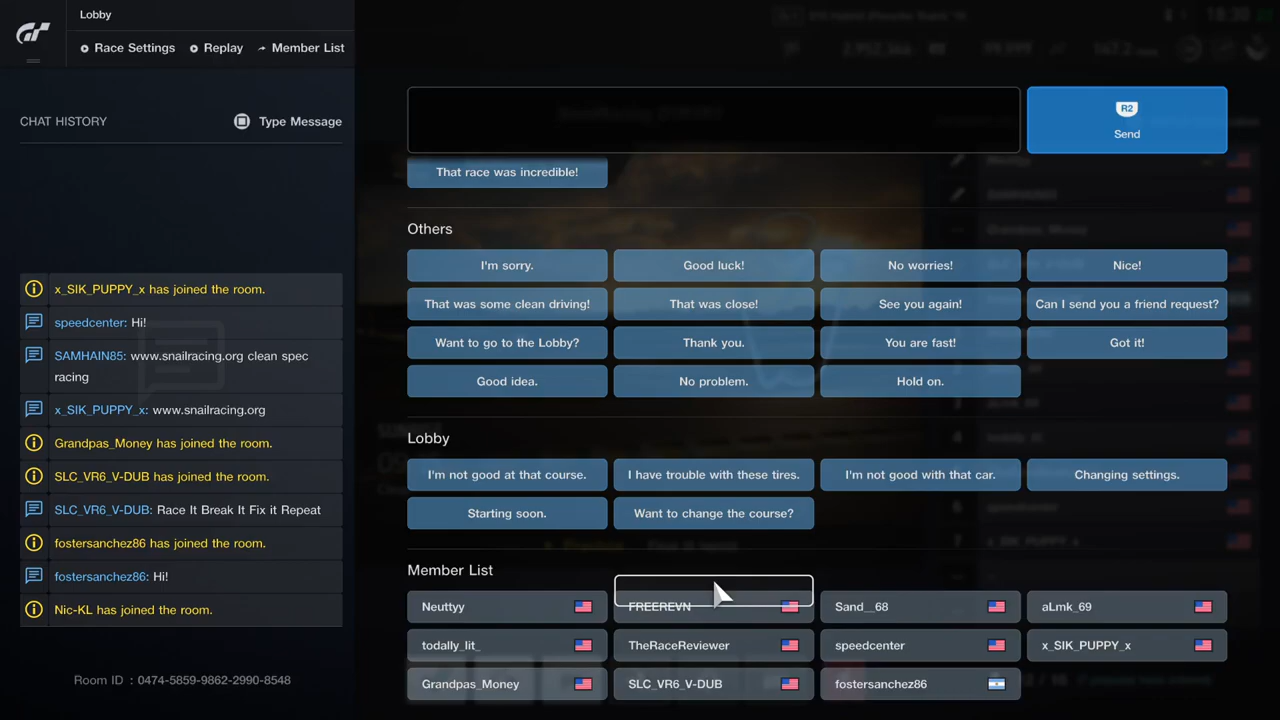 Lobby
Race Settings
Replay
Member List
CHAT HISTORY
Type Message
R2
Send
x_SIK_PUPPY_x has joined the room.
speedcenter: Hi!
SAMHAIN85: www.snailracing.org clean spec
racing
x_SIK_PUPPY_x: www.snailracing.org
Grandpas_Money has joined the room.
SLC_VR6_V-DUB has joined the room.
SLC_VR6_V-DUB: Race It Break It Fix it Repeat
fostersanchez86 has joined the room.
fostersanchez86: Hi!
Nic-KL has joined the room.
Room ID : 0474-5859-9862-2990-8548
That race was incredible!
Others
I'm sorry.
Good luck!
No worries!
Nice!
That was some clean driving!
That was close!
See you again!
Can I send you a friend request?
Want to go to the Lobby?
Thank you.
You are fast!
Got it!
Good idea.
No problem.
Hold on.
Lobby
I'm not good at that course.
I have trouble with these tires.
I'm not good with that car.
Changing settings.
Starting soon.
Want to change the course?
Member List
Neuttyy
FREEREVN
Sand__68
aLmk_69
todally_lit_
TheRaceReviewer
speedcenter
x_SIK_PUPPY_x
Grandpas_Money
SLC_VR6_V-DUB
fostersanchez86